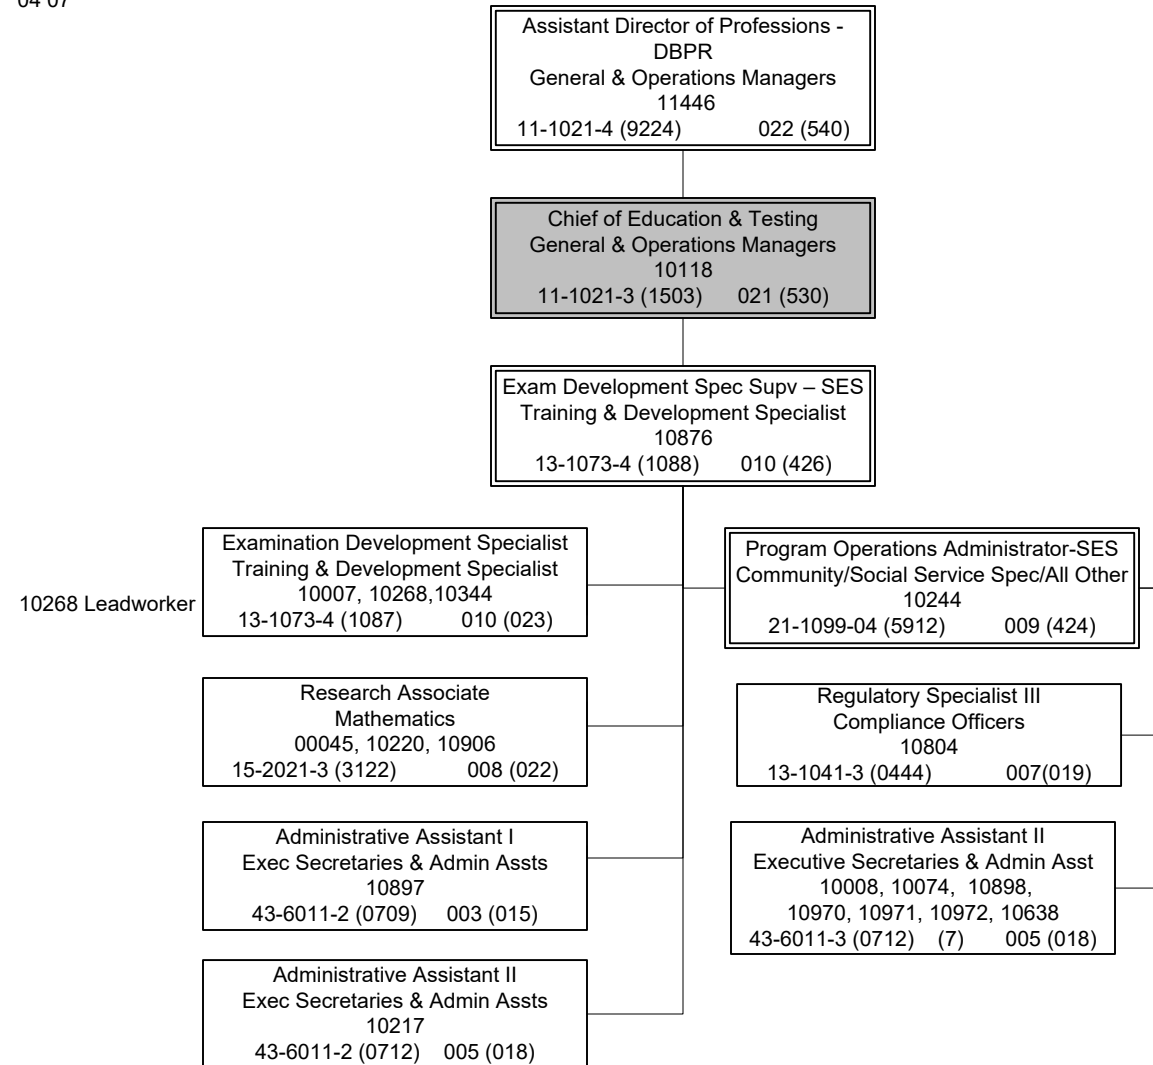 04 07
Assistant Director of Professions -
DBPR
General & Operations Managers
11446
11-1021-4 (9224) 022 (540)
Chief of Education & Testing
General & Operations Managers
10118
11-1021-3 (1503) 021 (530)
Exam Development Spec Supv – SES
Training & Development Specialist
10876
13-1073-4 (1088) 010 (426)
Examination Development Specialist
Training & Development Specialist
10007, 10268,10344
13-1073-4 (1087) 010 (023)
10268 Leadworker
Program Operations Administrator-SES
Community/Social Service Spec/All Other
10244
21-1099-04 (5912) 009 (424)
Research Associate
Mathematics
00045, 10220, 10906
15-2021-3 (3122) 008 (022)
Regulatory Specialist III
Compliance Officers
10804
13-1041-3 (0444) 007(019)
Administrative Assistant I
Exec Secretaries & Admin Assts
10897
43-6011-2 (0709) 003 (015)
Administrative Assistant II
Executive Secretaries & Admin Asst
10008, 10074, 10898,
10970, 10971, 10972, 10638
43-6011-3 (0712) (7) 005 (018)
Administrative Assistant II
Exec Secretaries & Admin Assts
10217
43-6011-2 (0712) 005 (018)